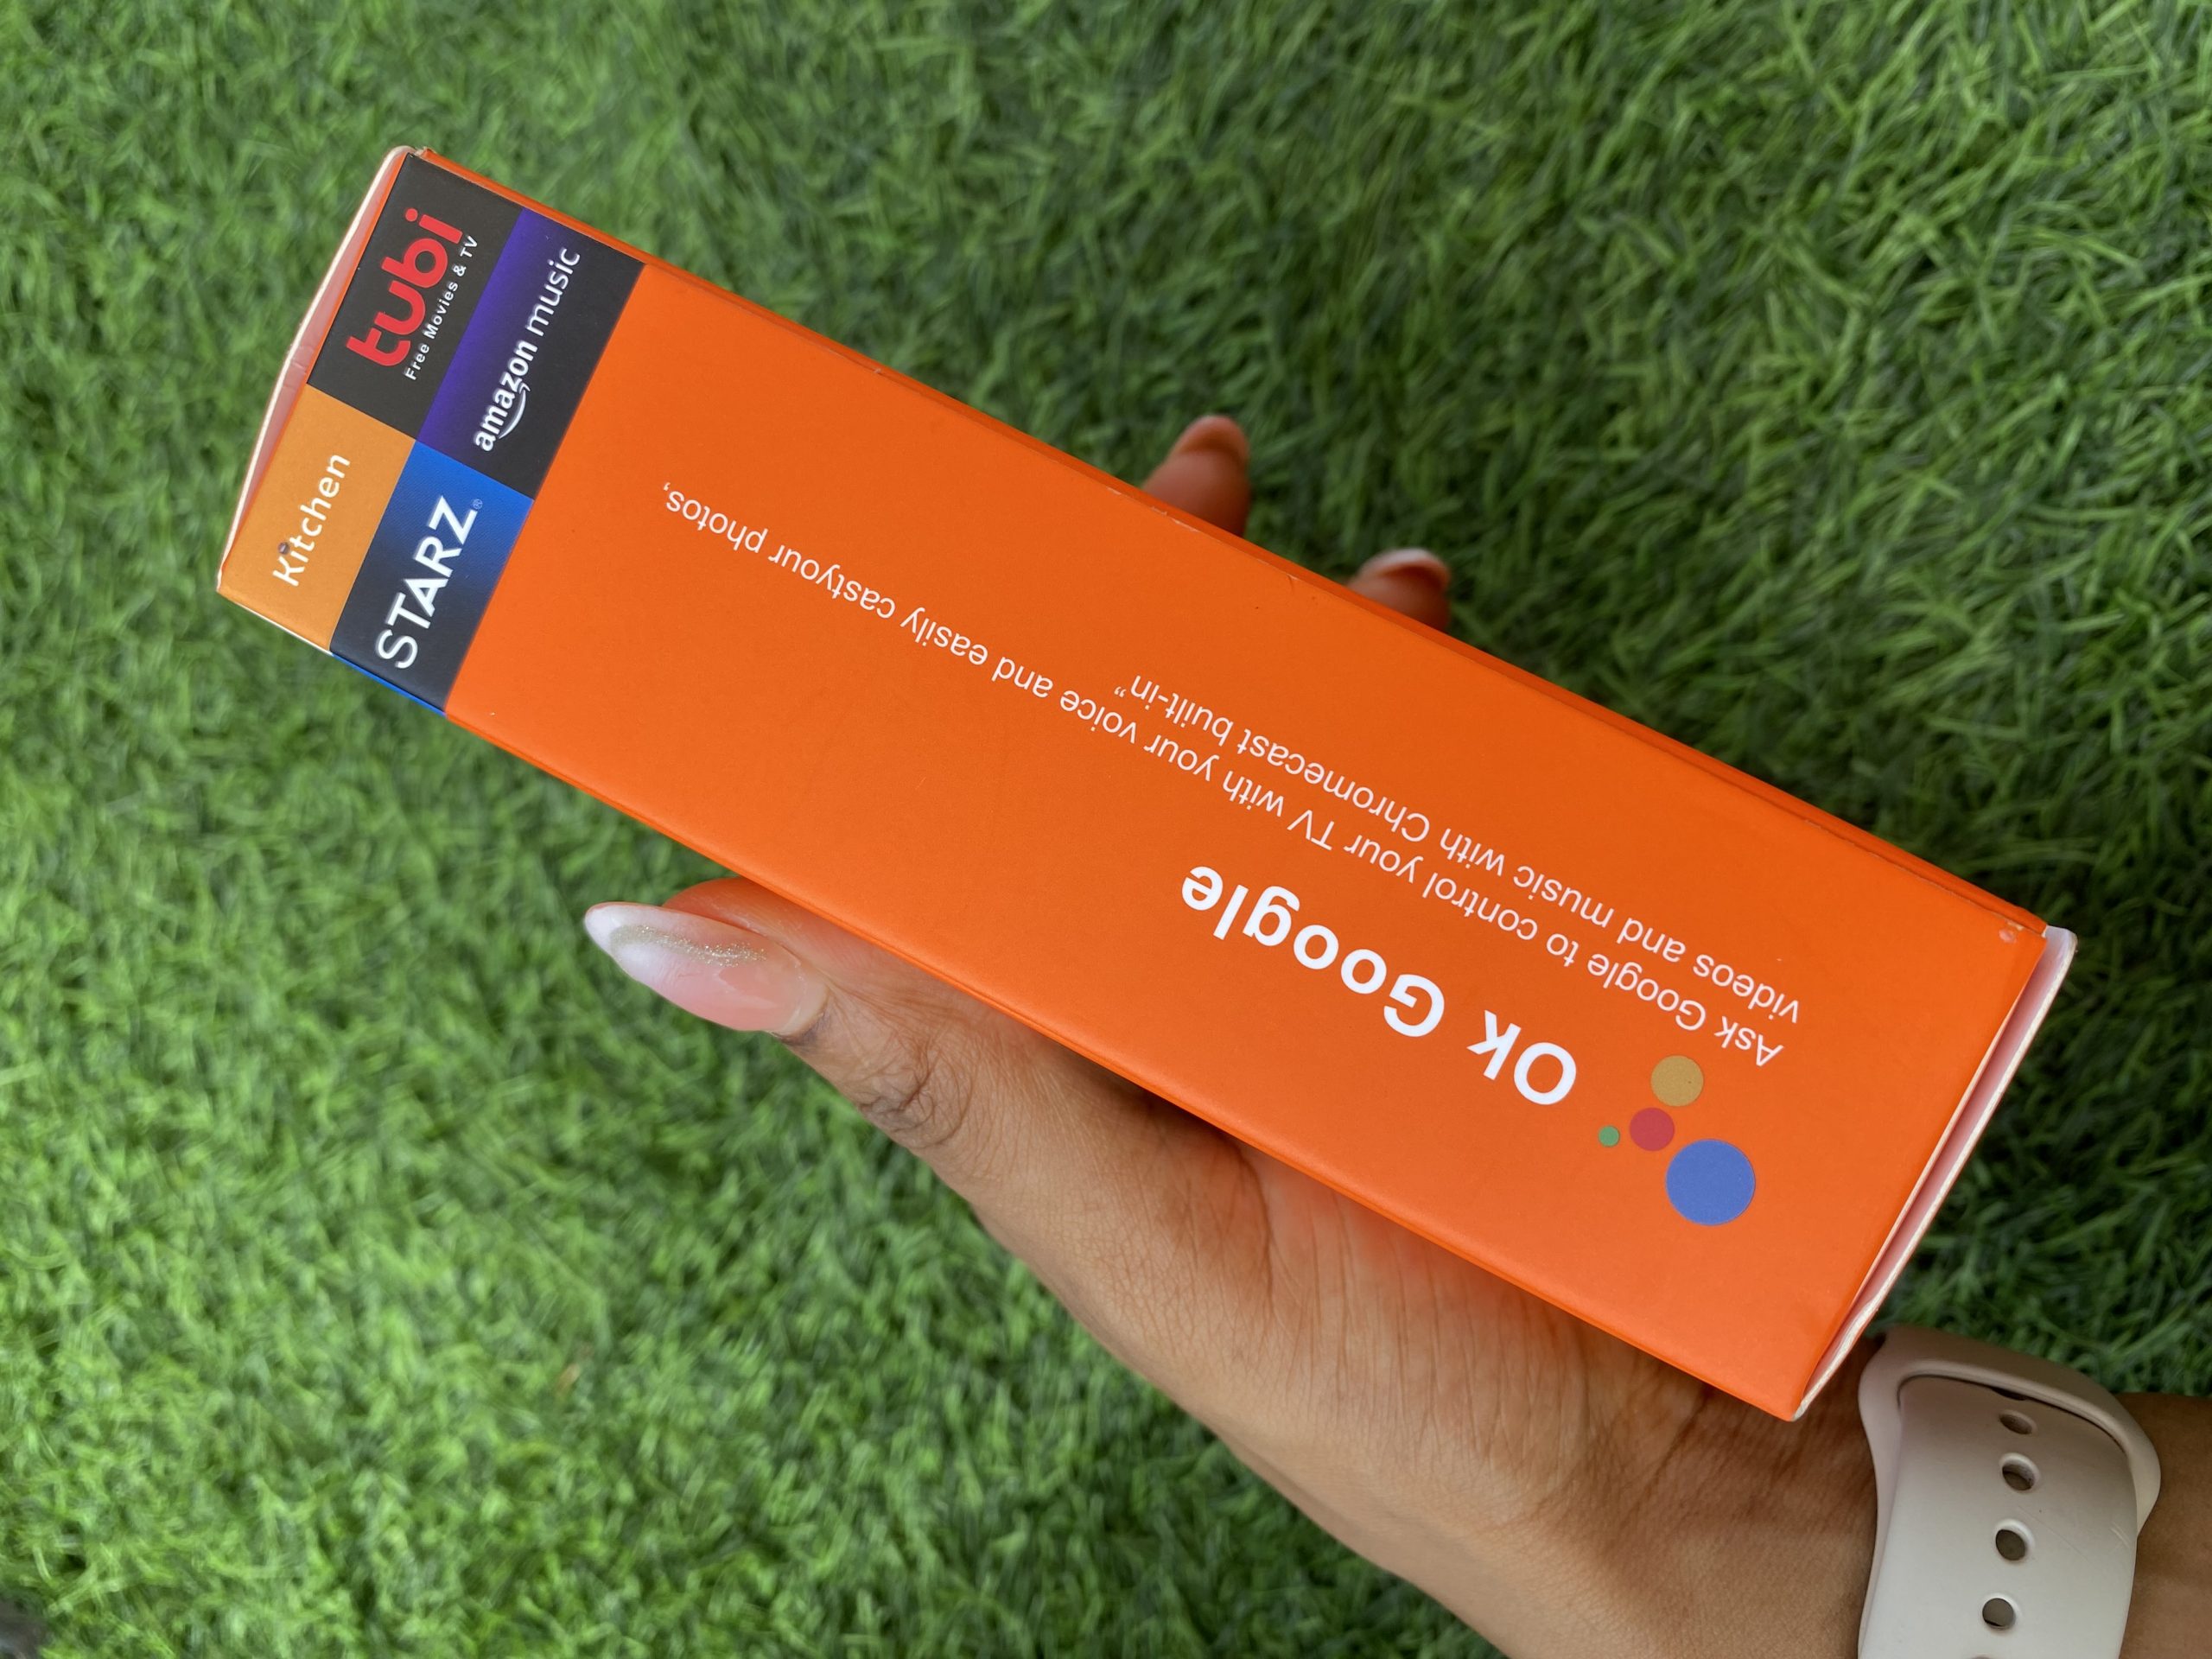 Ok Google
Ask Google to control your TV with your voice and easily castyour photos,
videos and music with Chromecast built-in”
tubi
Free Movies & TV
amazon music
Kitchen
STARZ®